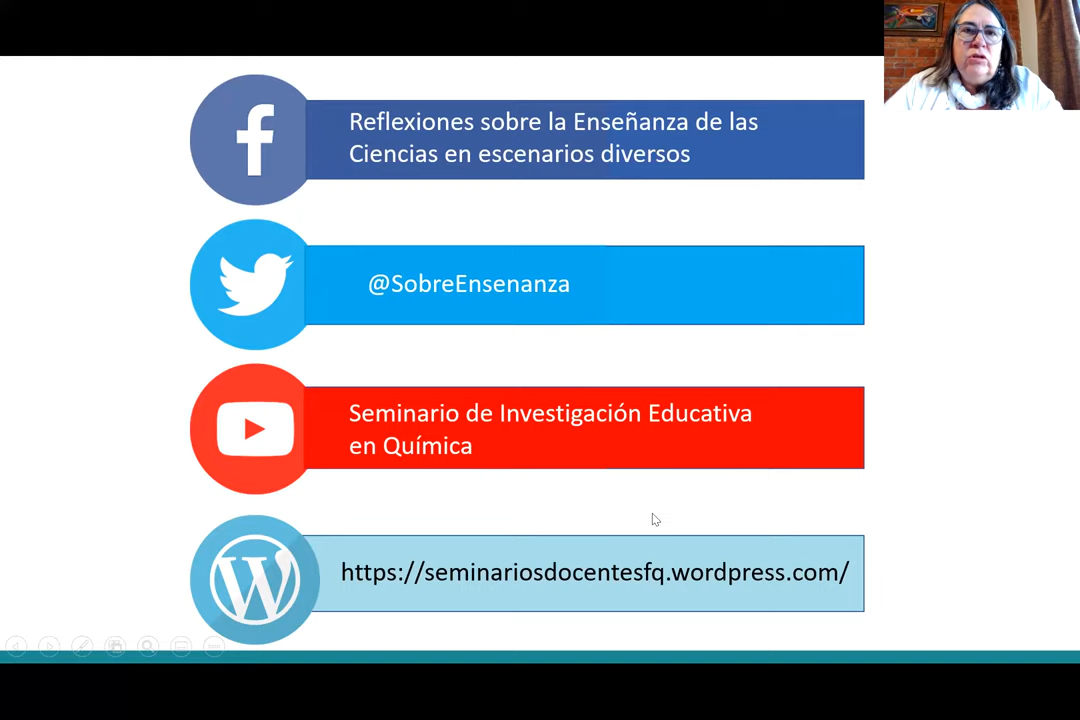 Reflexiones sobre la Enseñanza de las
Ciencias en escenarios diversos
@SobreEnsenanza
Seminario de Investigación Educativa
en Química
https://seminariosdocentesfq.wordpress.com/